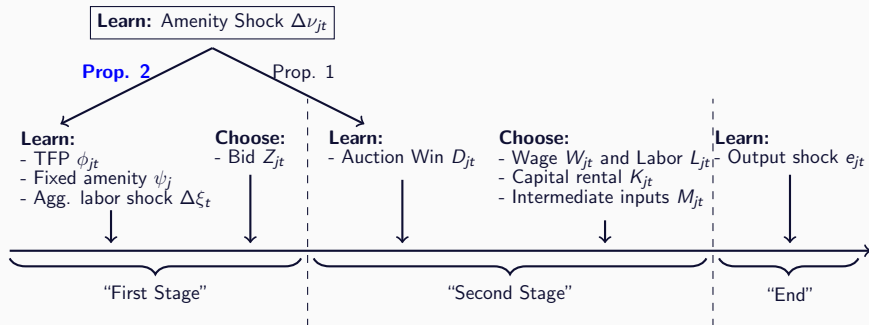 Learn: Amenity Shock Δν_jt
Prop. 2
Prop. 1
Learn:
- TFP ϕ_jt
- Fixed amenity ψ_j
- Agg. labor shock Δξ_t
Choose:
- Bid Z_jt
Learn:
- Auction Win D_jt
Choose:
- Wage W_jt and Labor L_jt
- Capital rental K_jt
- Intermediate inputs M_jt
Learn:
- Output shock e_jt
“First Stage”
“Second Stage”
“End”